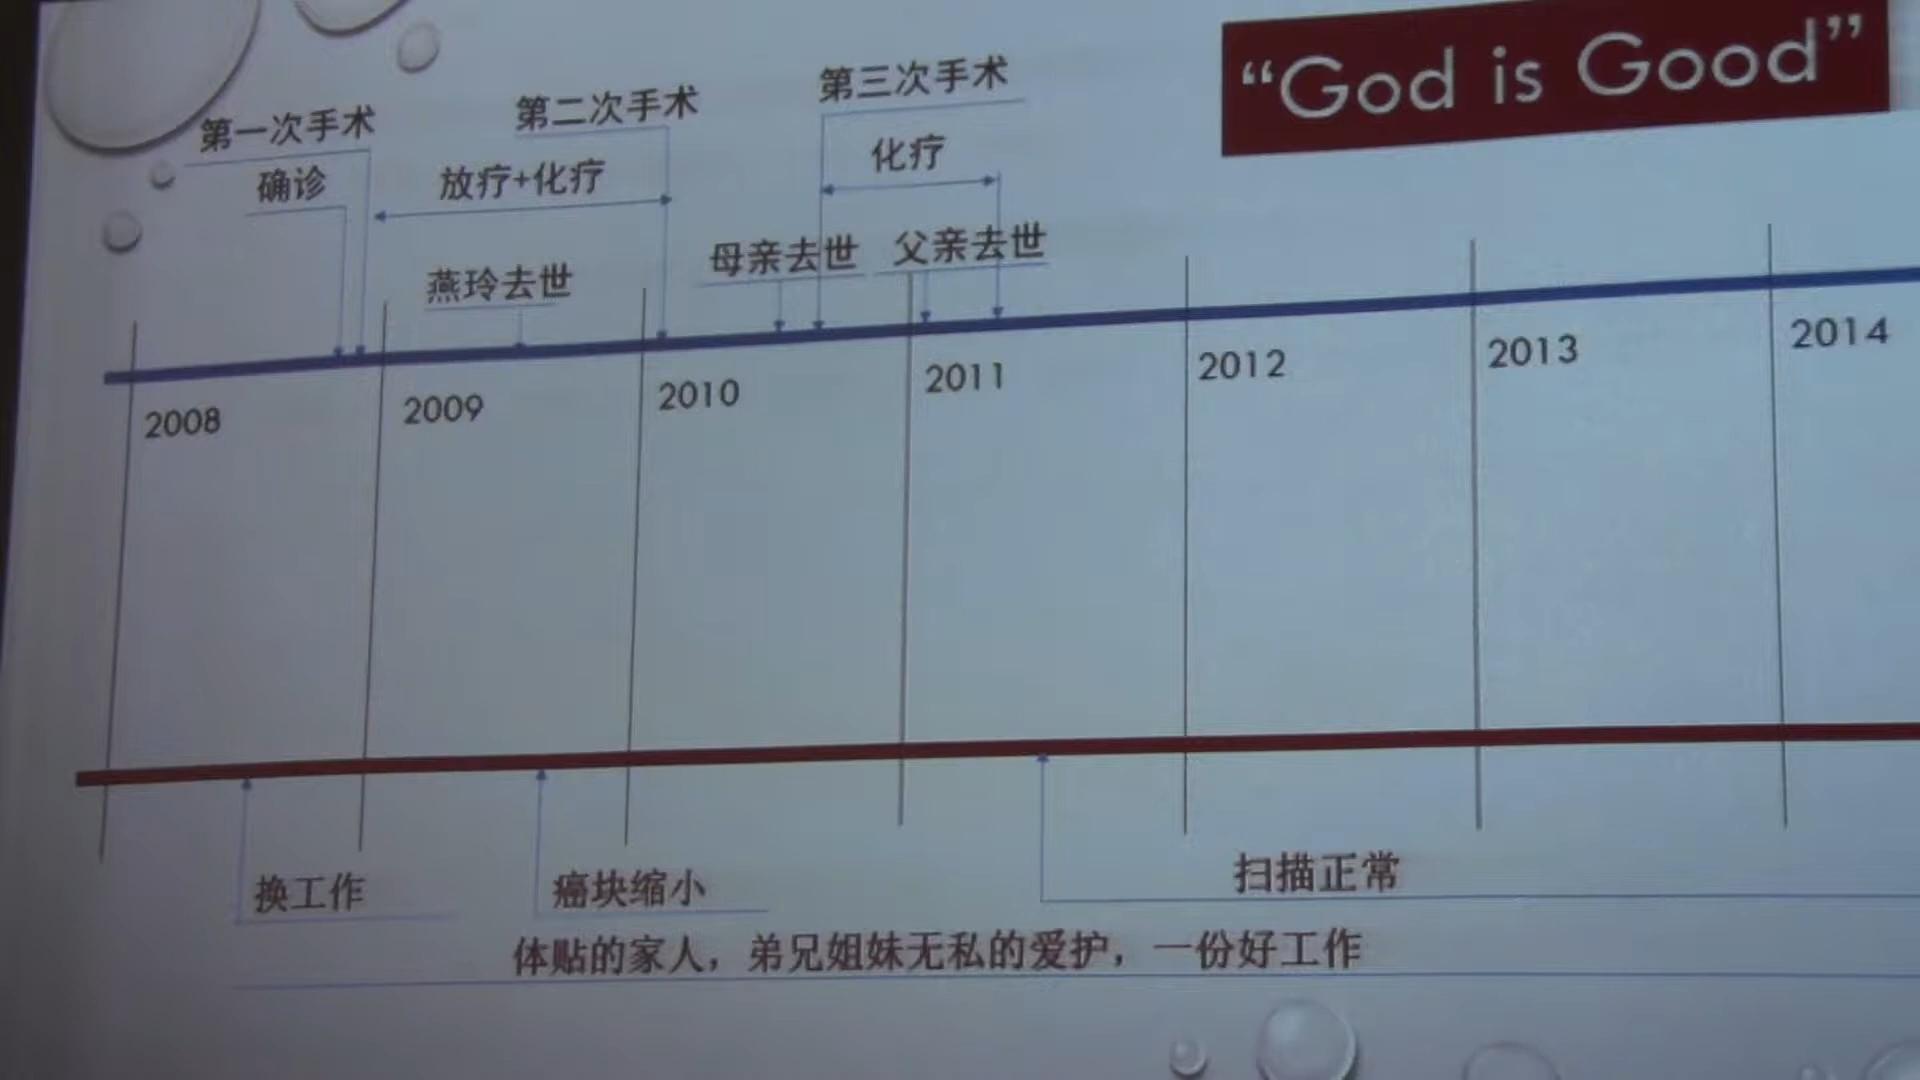 “God is Good”
第一次手术
第二次手术
第三次手术
确诊
放疗+化疗
化疗
燕玲去世
母亲去世
父亲去世
2008
2009
2010
2011
2012
2013
2014
换工作
癌块缩小
扫描正常
体贴的家人，弟兄姐妹无私的爱护，一份好工作